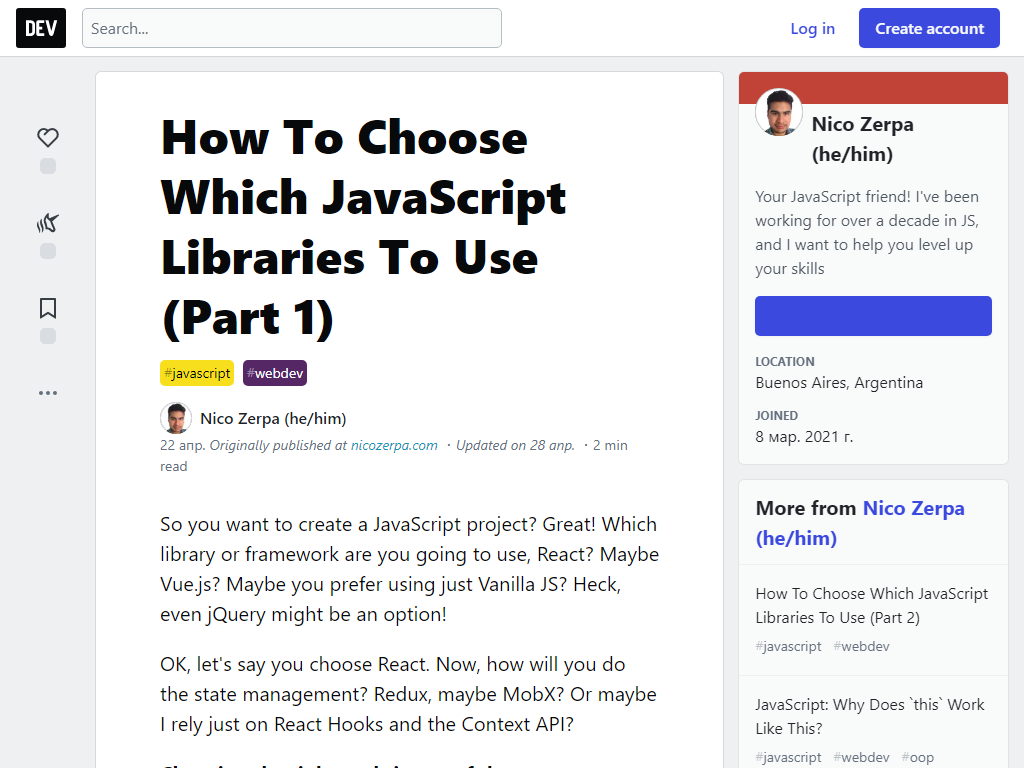 DEV
Search...
Log in
Create account
How To Choose
Which JavaScript
Libraries To Use
(Part 1)
#javascript #webdev
Nico Zerpa (he/him)
22 апр. Originally published at nicozerpa.com ・Updated on 28 апр. ・2 min
read
So you want to create a JavaScript project? Great! Which
library or framework are you going to use, React? Maybe
Vue.js? Maybe you prefer using just Vanilla JS? Heck,
even jQuery might be an option!
OK, let's say you choose React. Now, how will you do
the state management? Redux, maybe MobX? Or maybe
I rely just on React Hooks and the Context API?
Nico Zerpa
(he/him)
Your JavaScript friend! I've been
working for over a decade in JS,
and I want to help you level up
your skills
LOCATION
Buenos Aires, Argentina
JOINED
8 мар. 2021 г.
More from Nico Zerpa
(he/him)
How To Choose Which JavaScript
Libraries To Use (Part 2)
#javascript #webdev
JavaScript: Why Does `this` Work
Like This?
#javascript #webdev #oop